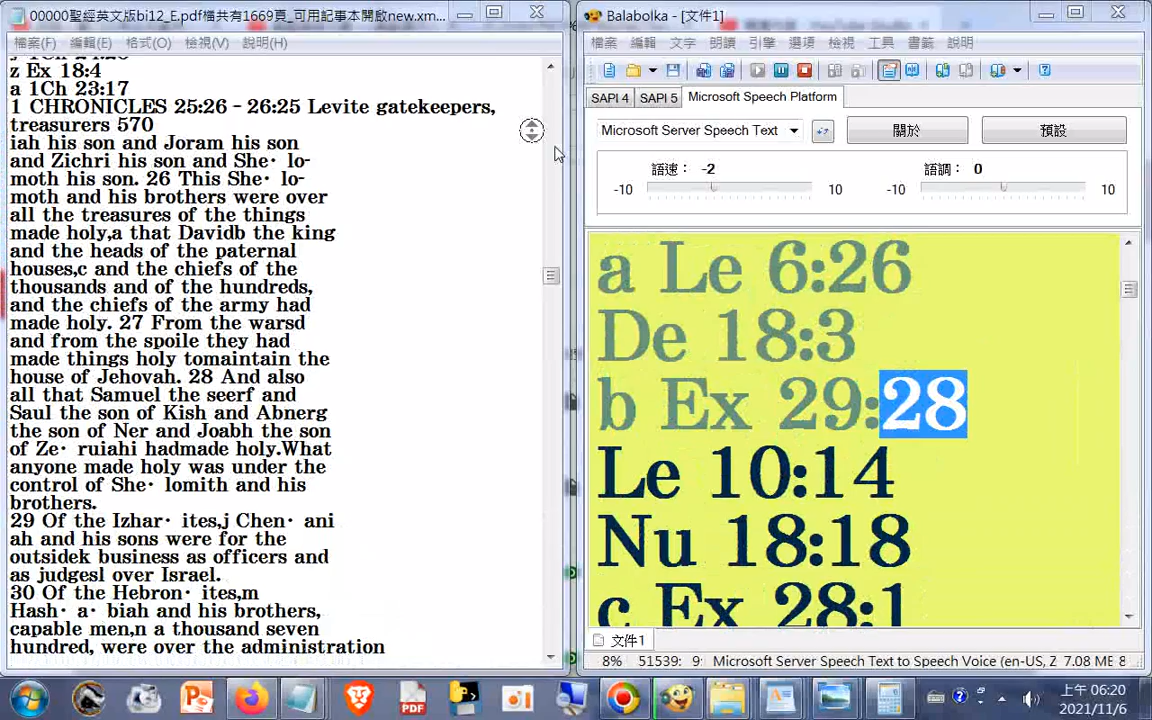 00000聖經英文版bi12_E.pdf檔共有1669頁_可用記事本開啟new.xm...
檔案(F) 編輯(E) 格式(O) 檢視(V) 說明(H)
z Ex 18:4
a 1Ch 23:17
1 CHRONICLES 25:26 - 26:25 Levite gatekeepers,
treasurers 570
iah his son and Joram his son
and Zichri his son and She· lo-
moth his son. 26 This She· lo-
moth and his brothers were over
all the treasures of the things
made holy,a that Davidb the king
and the heads of the paternal
houses,c and the chiefs of the
thousands and of the hundreds,
and the chiefs of the army had
made holy. 27 From the warsd
and from the spoile they had
made things holy tomaintain the
house of Jehovah. 28 And also
all that Samuel the seerf and
Saul the son of Kish and Abnerg
the son of Ner and Joabh the son
of Ze· ruiahi hadmade holy.What
anyone made holy was under the
control of She· lomith and his
brothers.
29 Of the Izhar· ites,j Chen· ani
ah and his sons were for the
outsidek business as officers and
as judgesl over Israel.
30 Of the Hebron· ites,m
Hash· a· biah and his brothers,
capable men,n a thousand seven
hundred, were over the administration
Balabolka - [文件1]
檔案 編輯 文字 朗讀 引擎 選項 檢視 工具 書籤 說明
SAPI 4 SAPI 5 Microsoft Speech Platform
Microsoft Server Speech Text 關於 預設
語速: -2 語調: 0
-10 10 -10 10
a Le 6:26
De 18:3
b Ex 29:28
Le 10:14
Nu 18:18
c Ex 28:1
文件1
8% 51539: 9: Microsoft Server Speech Text to Speech Voice (en-US, Z 7.08 MB 8
上午 06:20
2021/11/6